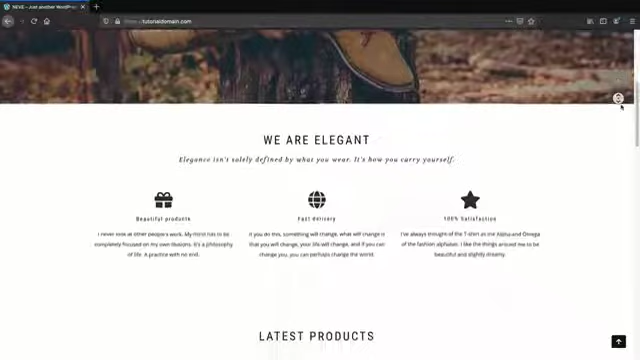 NEVE – Just another WordPress
tutorieldomain.com
WE ARE ELEGANT
Elegance isn't solely defined by what you wear. It's how you carry yourself.
Beautiful products
Fast delivery
100% Satisfaction
I never look at other people's work. My mind has to be
completely focused on my own illusions. It's a philosophy
of life. A practice with no end.
If you do this, something will change, what will change is
that you will change, your life will change, and if you can
change you, you can perhaps change the world.
I've always thought of the T-shirt as the Alpha and Omega
of the fashion alphabet. I like the things around me to be
beautiful and slightly dreamy.
LATEST PRODUCTS